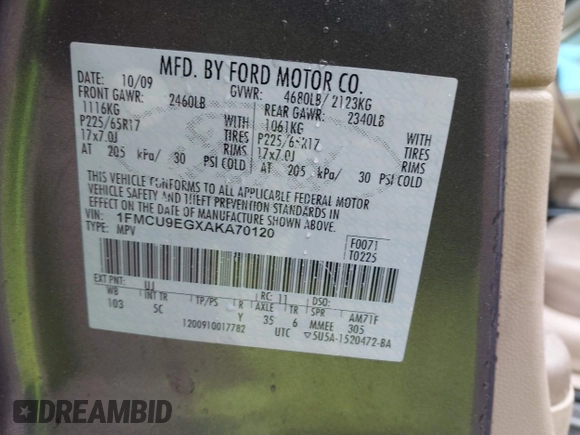 MFD. BY FORD MOTOR CO.
DATE: 10/09 GVWR: 4680LB/ 2123KG
FRONT GAWR: 2460LB REAR GAWR: 2340LB
1116KG WITH 1061KG WITH
P225/65R17 TIRES P225/65R17 TIRES
17x7.0J RIMS 17x7.0J RIMS
AT 205 kPa/ 30 PSI COLD AT 205 kPa/ 30 PSI COLD
THIS VEHICLE CONFORMS TO ALL APPLICABLE FEDERAL MOTOR
VEHICLE SAFETY AND THEFT PREVENTION STANDARDS IN
EFFECT ON THE DATE OF MANUFACTURE SHOWN ABOVE.
VIN: 1FMCU9EGXAKA70120
TYPE: MPV
F0071
T0225
EXT PNT: UJ RC: 11 DSO:
WB INT TR TP/PS R AXLE TR SPR AM71F
103 5C Y 35 6 MMEE 305
1200910017782 UTC ▽5U5A-1520472-BA
DREAMBID